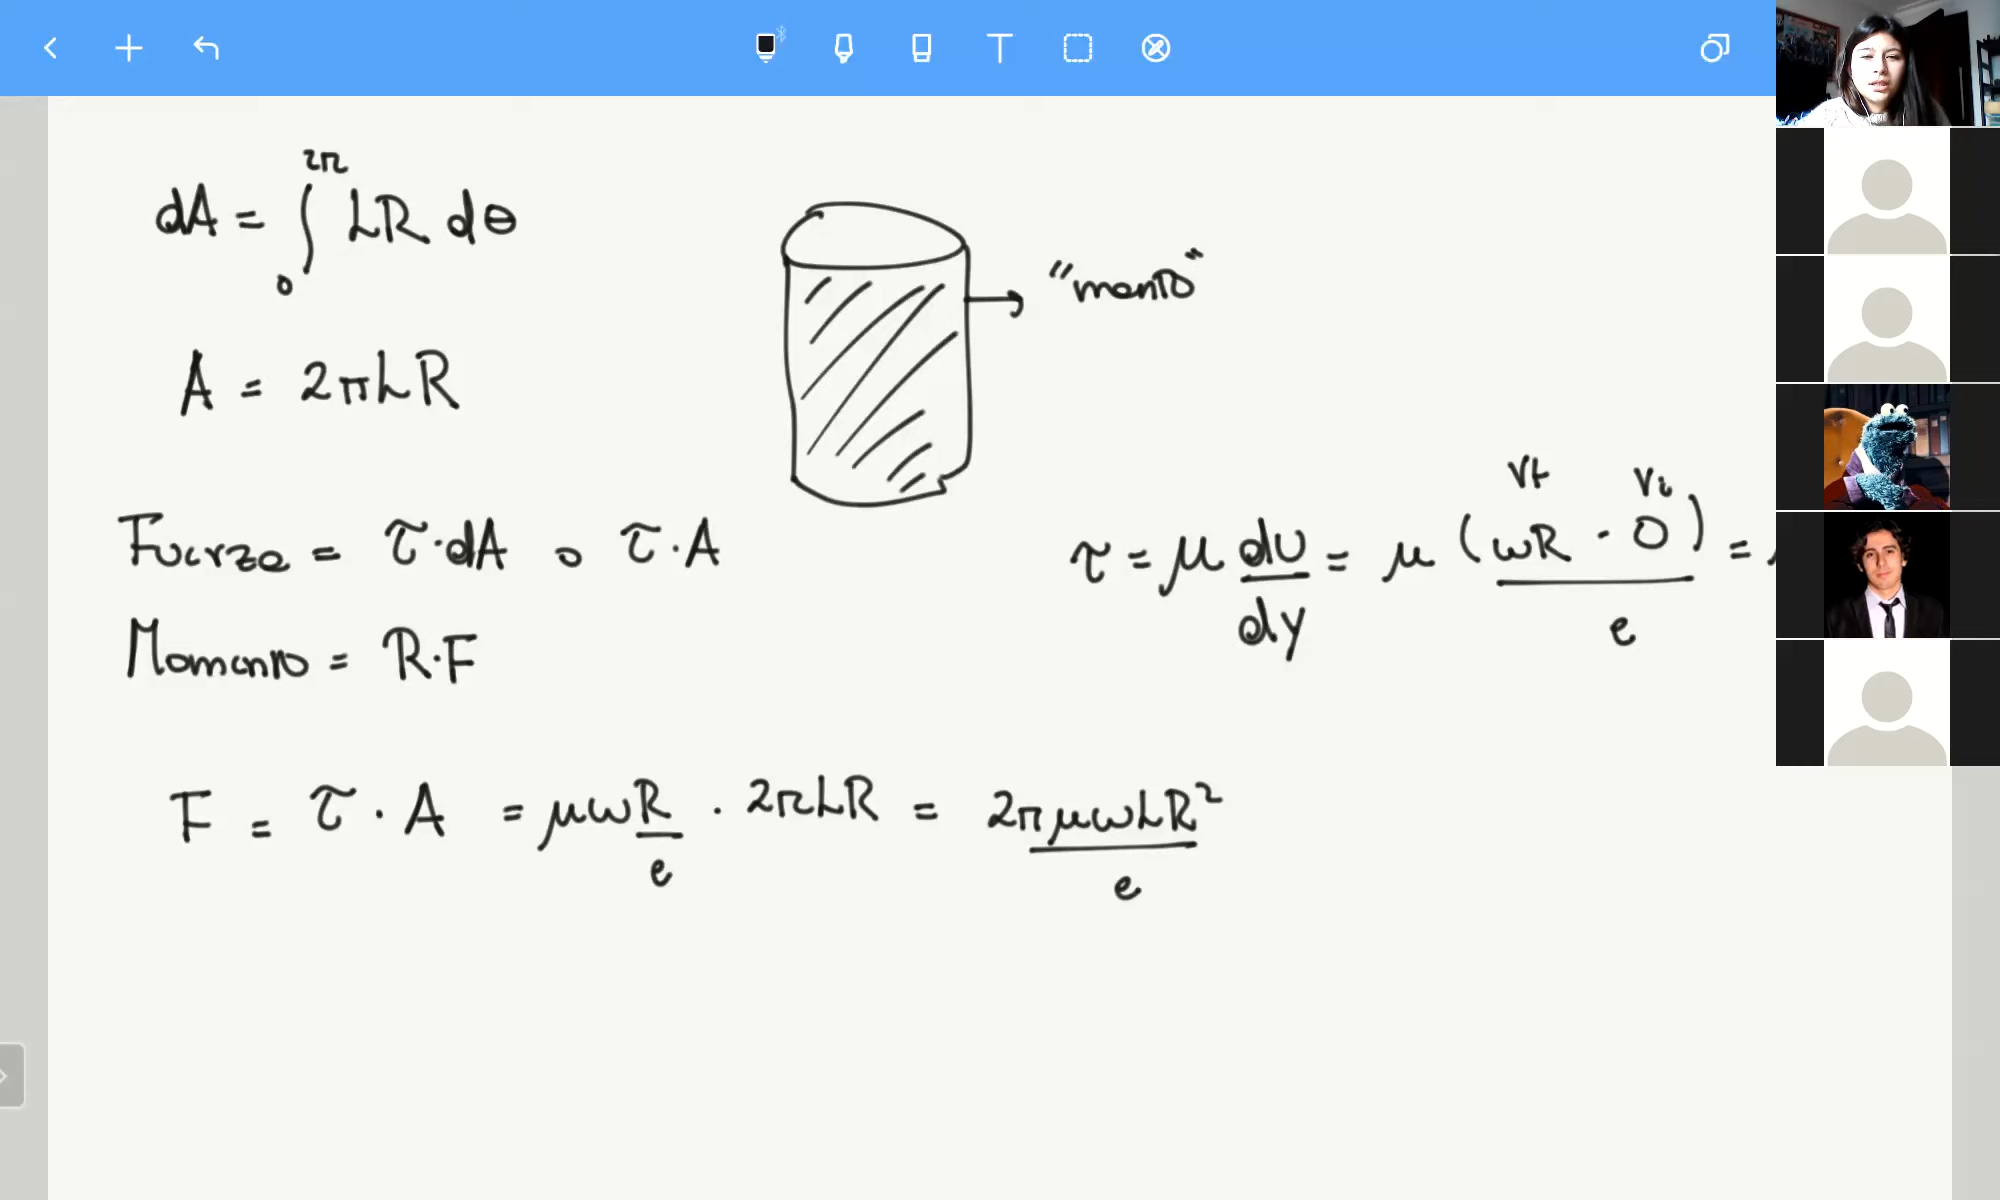 dA = ∫₀^2π LR dθ
"manto"
A = 2πLR
Fuerza = τ·dA o τ·A
τ = μ du/dy = μ (ωR - 0)/e =
Vf Vi
Momento = R·F
F = τ · A = μωR/e · 2πLR = 2πμωLR²/e